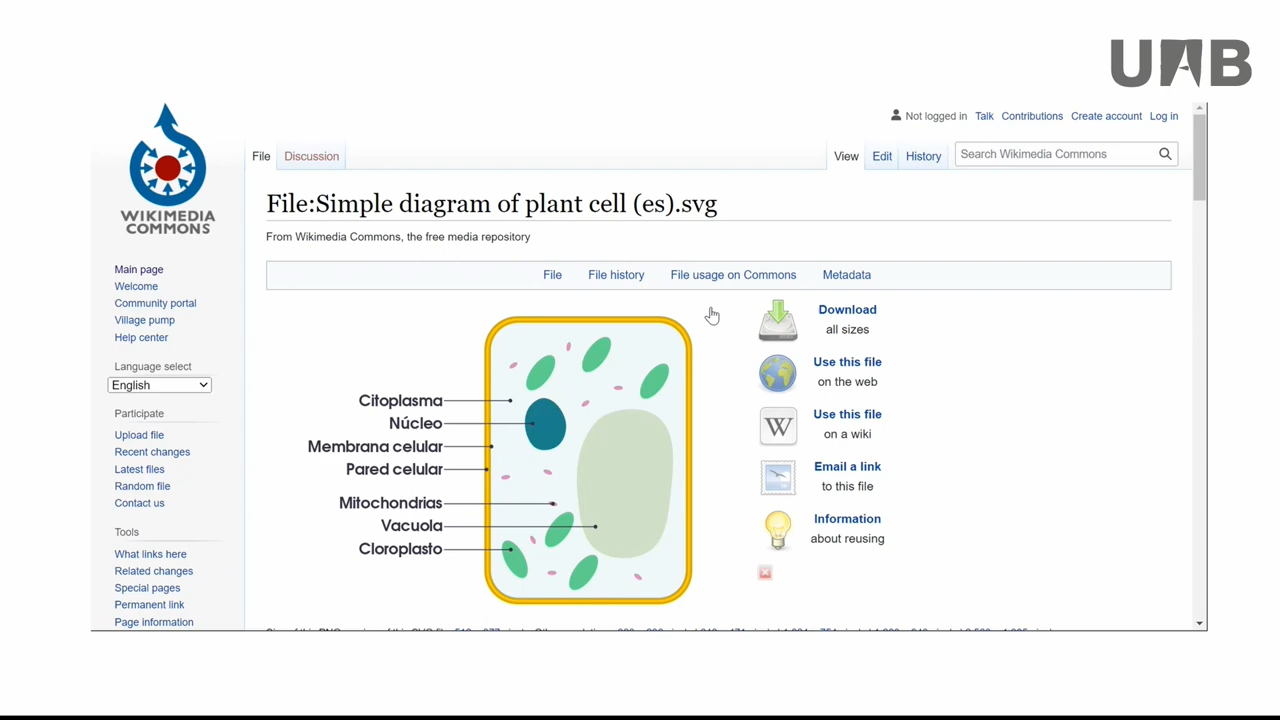 UAB
Not logged in Talk Contributions Create account Log in
File Discussion View Edit History Search Wikimedia Commons
WIKIMEDIA
COMMONS
File:Simple diagram of plant cell (es).svg
From Wikimedia Commons, the free media repository
File File history File usage on Commons Metadata
Main page
Welcome
Community portal
Village pump
Help center
Language select
English
Participate
Upload file
Recent changes
Latest files
Random file
Contact us
Tools
What links here
Related changes
Special pages
Permanent link
Page information
Citoplasma
Núcleo
Membrana celular
Pared celular
Mitochondrias
Vacuola
Cloroplasto
Download
all sizes
Use this file
on the web
W
Use this file
on a wiki
Email a link
to this file
Information
about reusing